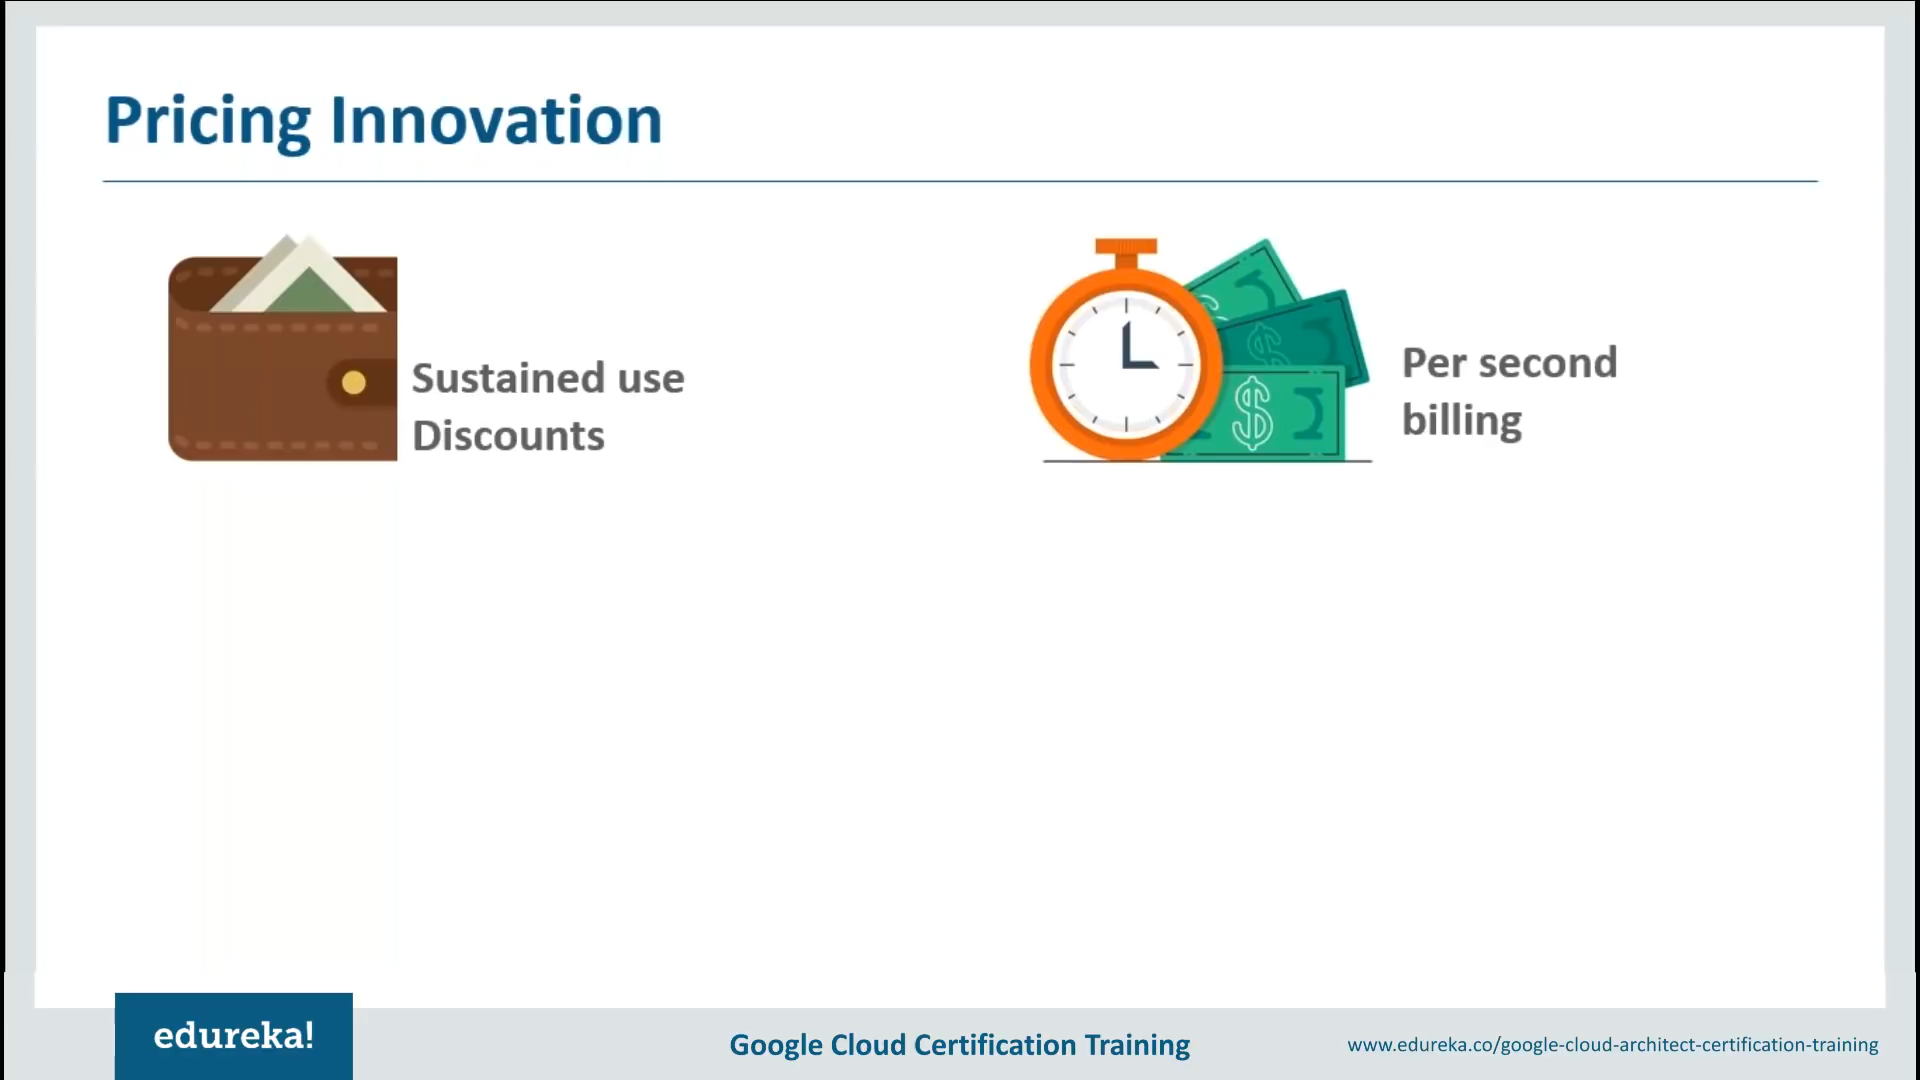 Pricing Innovation
Sustained use
Discounts
Per second
billing
edureka!
Google Cloud Certification Training
www.edureka.co/google-cloud-architect-certification-training